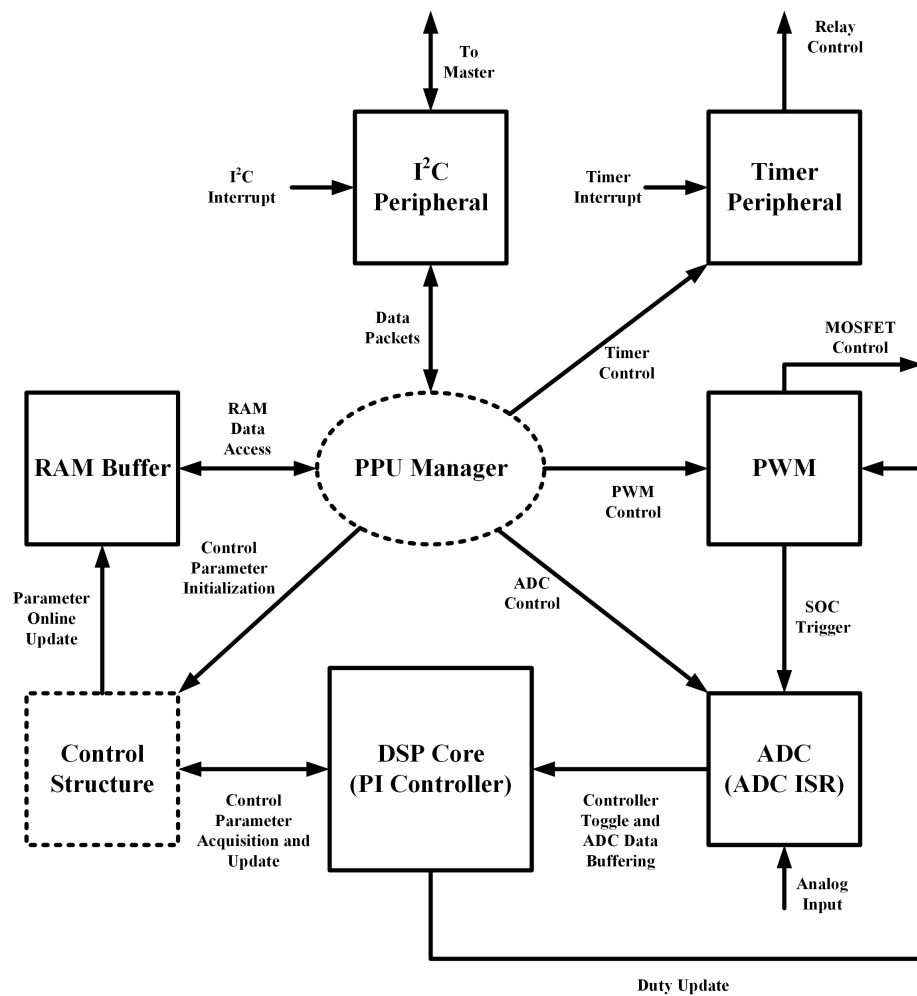 To
Master
Relay
Control
I²C
Interrupt
I²C
Peripheral
Timer
Interrupt
Timer
Peripheral
Data
Packets
Timer
Control
MOSFET
Control
RAM Buffer
RAM
Data
Access
PPU Manager
PWM
Control
PWM
Control
Parameter
Initialization
ADC
Control
SOC
Trigger
Parameter
Online
Update
Control
Structure
Control
Parameter
Acquisition and
Update
DSP Core
(PI Controller)
Controller
Toggle and
ADC Data
Buffering
ADC
(ADC ISR)
Analog
Input
Duty Update